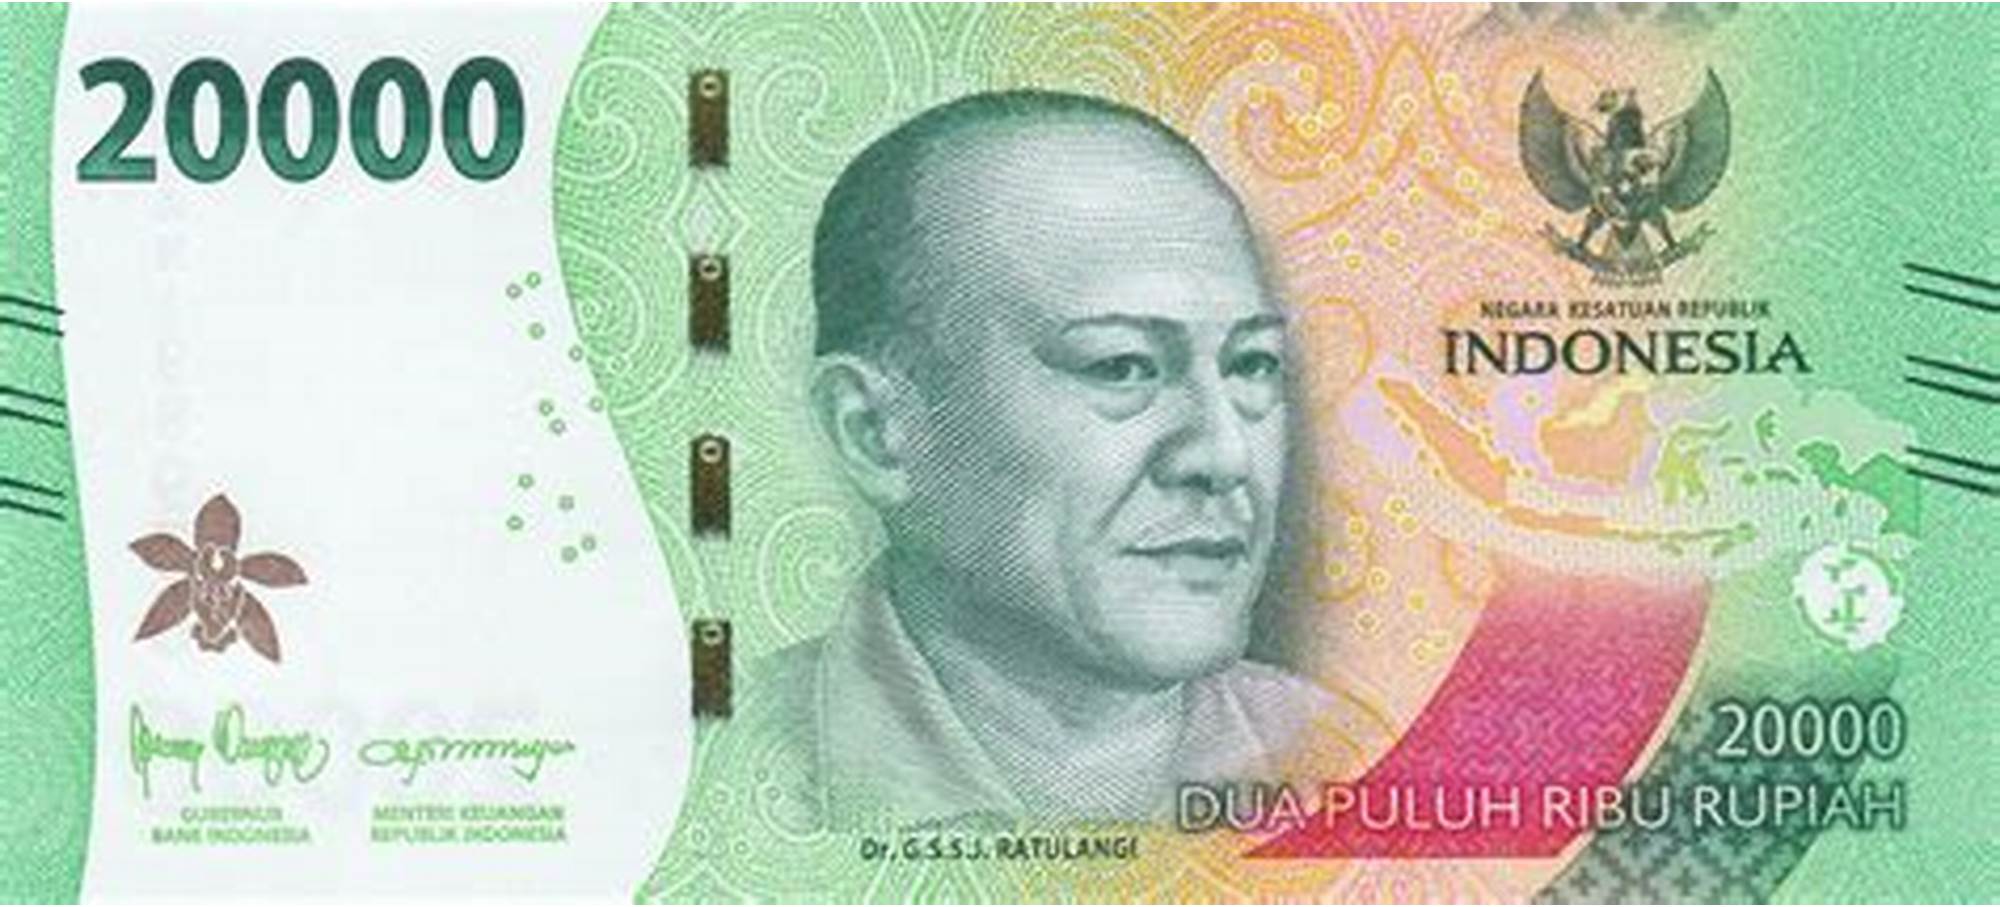 20000
NEGARA KESATUAN REPUBLIK
INDONESIA
GUBERNUR
BANK INDONESIA
MENTERI KEUANGAN
REPUBLIK INDONESIA
Dr. G.S.S.J. RATULANGI
20000
DUA PULUH RIBU RUPIAH